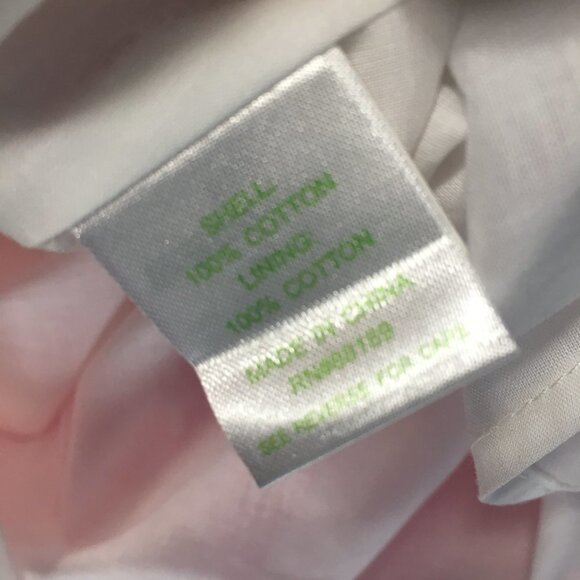 SHELL
100% COTTON
LINING
100% COTTON
MADE IN CHINA
SEE REVERSE FOR CARE